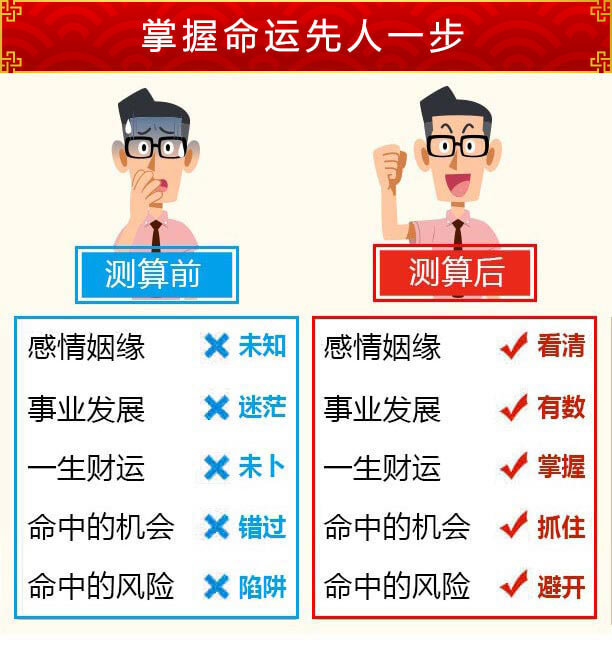 掌握命运先人一步
测算前
测算后
感情姻缘 未知
事业发展 迷茫
一生财运 未卜
命中的机会 错过
命中的风险 陷阱
感情姻缘 看清
事业发展 有数
一生财运 掌握
命中的机会 抓住
命中的风险 避开